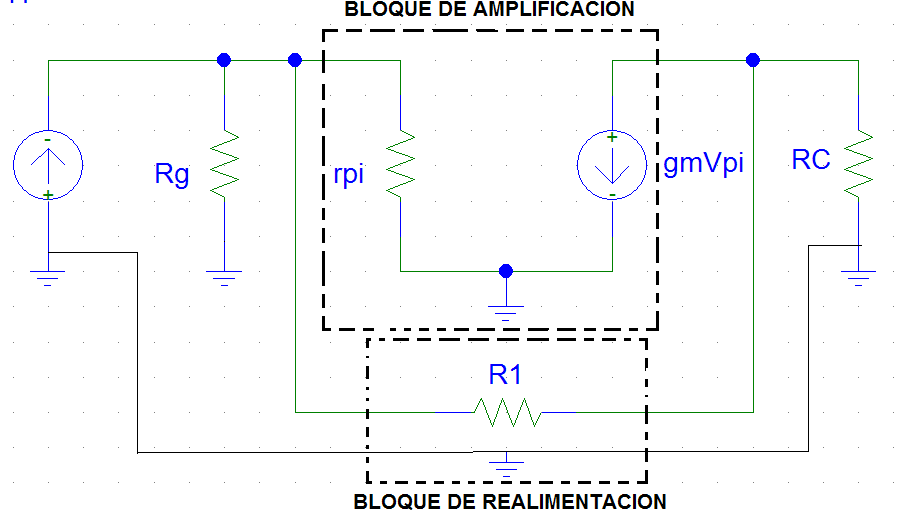 BLOQUE DE AMPLIFICACION
Rg
rpi
gmVpi
RC
R1
BLOQUE DE REALIMENTACION